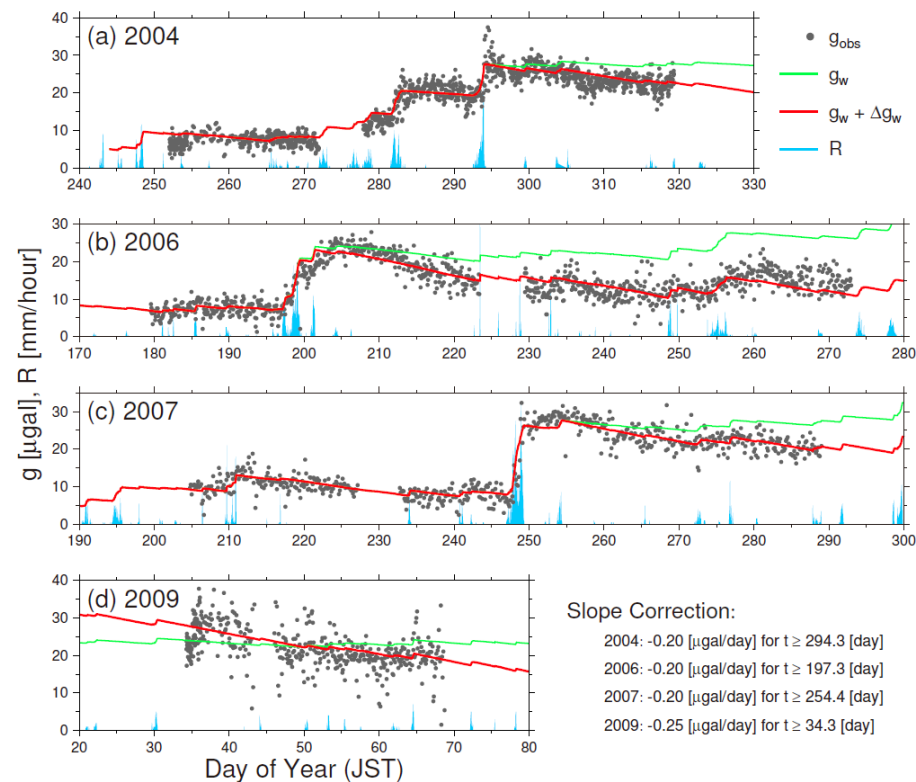 (a) 2004
40
30
20
10
0
240 250 260 270 280 290 300 310 320 330
g_obs
g_w
g_w + Δg_w
R
(b) 2006
30
20
10
0
170 180 190 200 210 220 230 240 250 260 270 280
g [μgal], R [mm/hour]
(c) 2007
30
20
10
0
190 200 210 220 230 240 250 260 270 280 290 300
(d) 2009
40
30
20
10
0
20 30 40 50 60 70 80
Day of Year (JST)
Slope Correction:
2004: -0.20 [μgal/day] for t ≥ 294.3 [day]
2006: -0.20 [μgal/day] for t ≥ 197.3 [day]
2007: -0.20 [μgal/day] for t ≥ 254.4 [day]
2009: -0.25 [μgal/day] for t ≥ 34.3 [day]